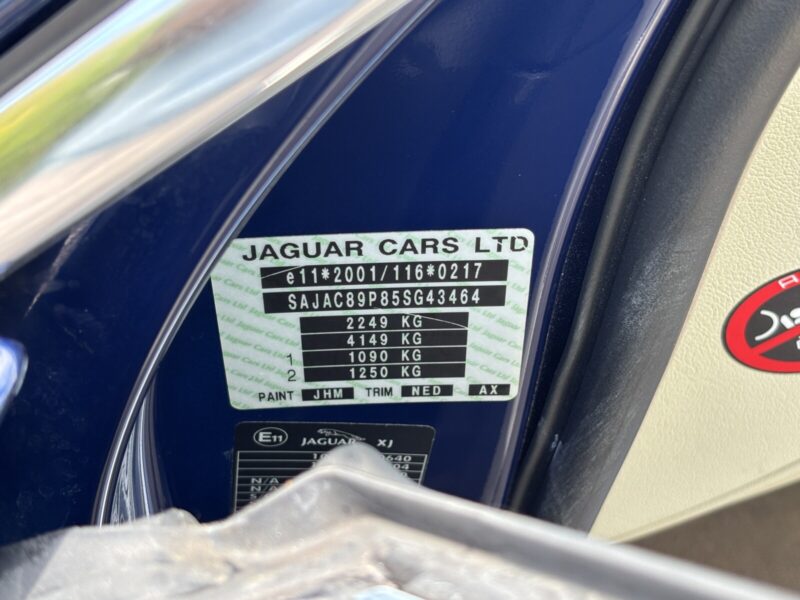 JAGUAR CARS LTD
e11*2001/116*0217
SAJAC89P85SG43464
2249 KG
4149 KG
1 1090 KG
2 1250 KG
PAINT JHM TRIM NED AX
E11 JAGUAR XJ
N/A
N/A